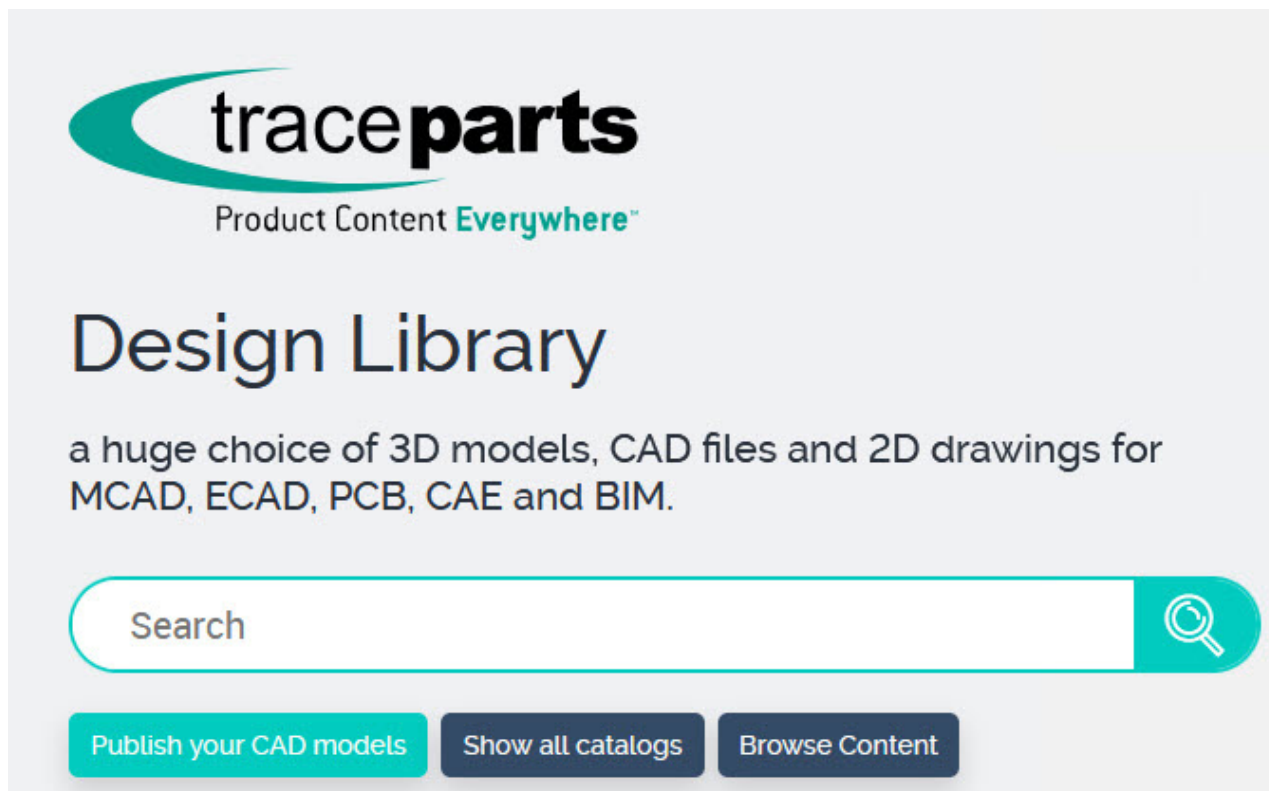 traceparts
Product Content Everywhere™
Design Library
a huge choice of 3D models, CAD files and 2D drawings for
MCAD, ECAD, PCB, CAE and BIM.
Search
Publish your CAD models Show all catalogs Browse Content